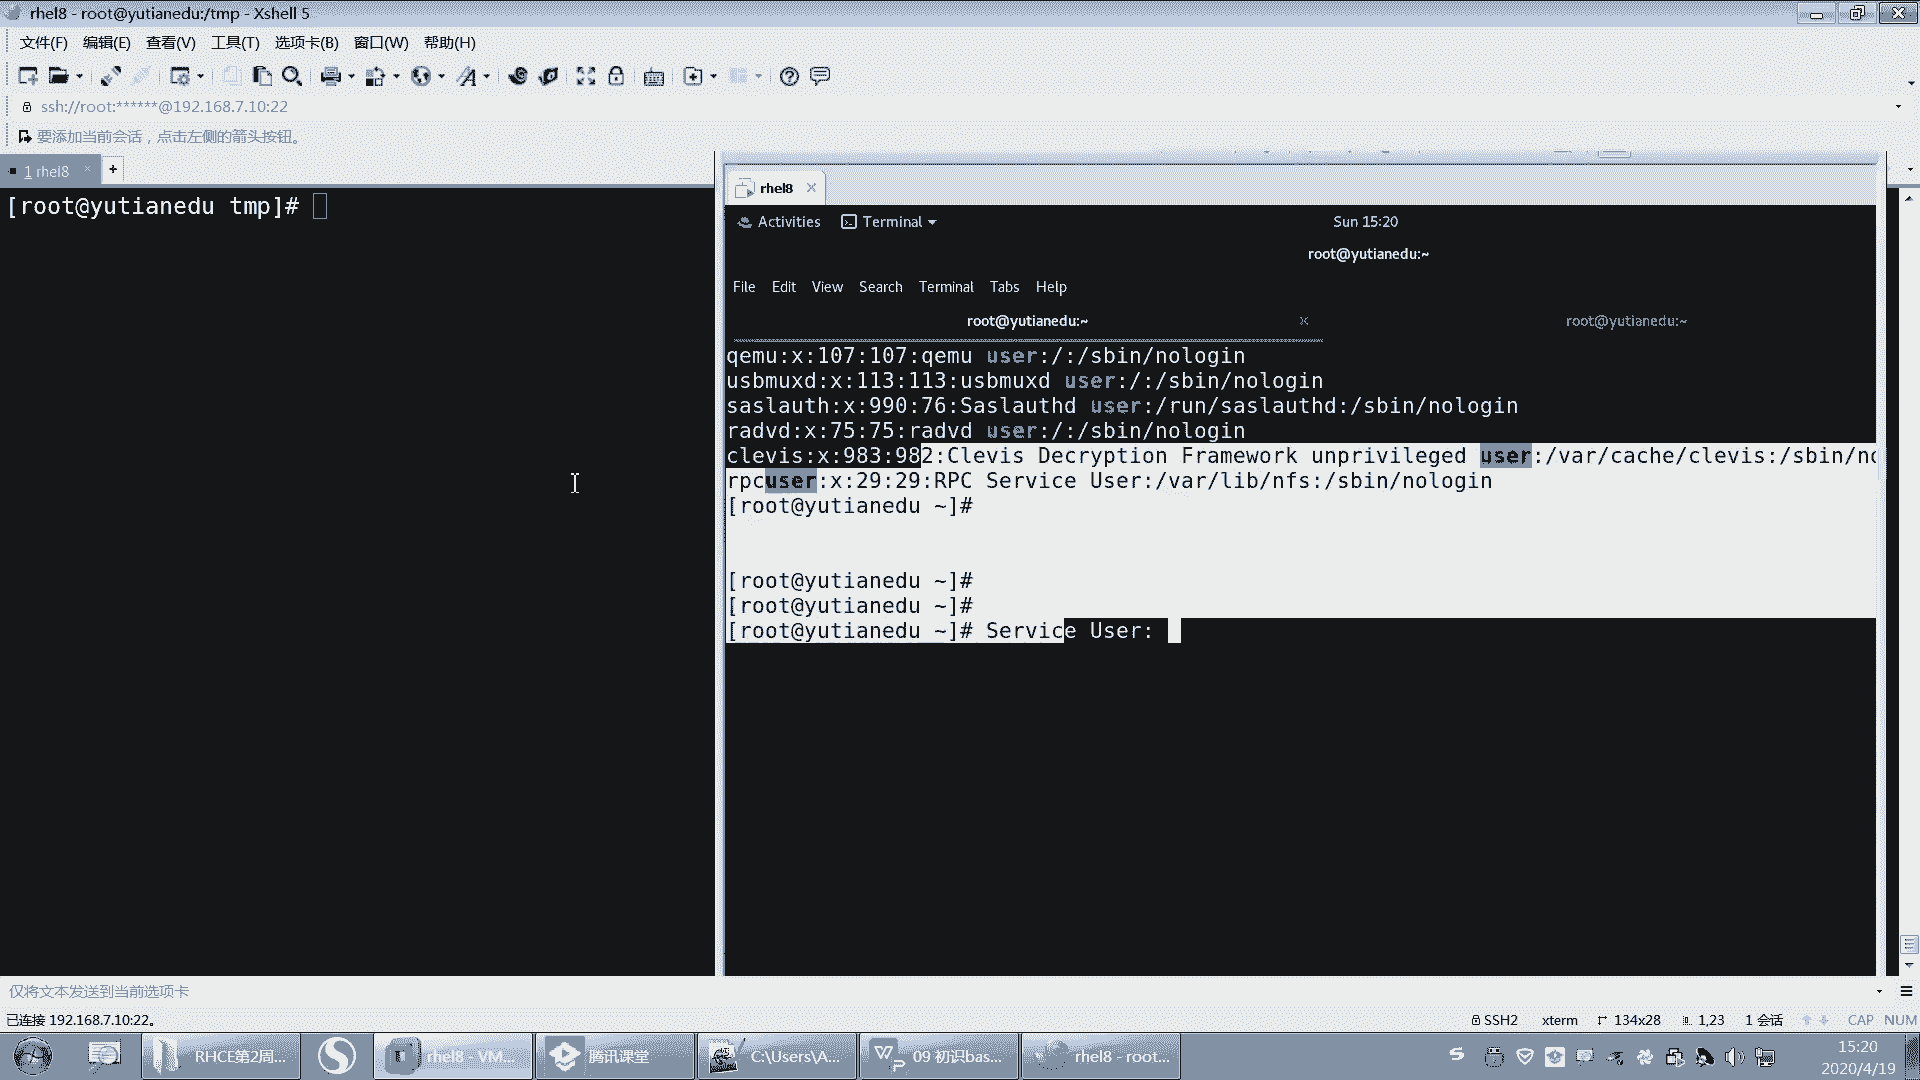 rhel8 - root@yutianedu:/tmp - Xshell 5
文件(F) 编辑(E) 查看(V) 工具(T) 选项卡(B) 窗口(W) 帮助(H)
ssh://root:******@192.168.7.10:22
要添加当前会话，点击左侧的箭头按钮。
1 rhel8
[root@yutianedu tmp]#
rhel8
Activities Terminal Sun 15:20
root@yutianedu:~
File Edit View Search Terminal Tabs Help
root@yutianedu:~ root@yutianedu:~
qemu:x:107:107:qemu user:/:/sbin/nologin
usbmuxd:x:113:113:usbmuxd user:/:/sbin/nologin
saslauth:x:990:76:Saslauthd user:/run/saslauthd:/sbin/nologin
radvd:x:75:75:radvd user:/:/sbin/nologin
clevis:x:983:982:Clevis Decryption Framework unprivileged user:/var/cache/clevis:/sbin/no
rpcuser:x:29:29:RPC Service User:/var/lib/nfs:/sbin/nologin
[root@yutianedu ~]#
[root@yutianedu ~]#
[root@yutianedu ~]#
[root@yutianedu ~]# Service User:
仅将文本发送到当前选项卡
已连接 192.168.7.10:22。 SSH2 xterm 134x28 1,23 1 会话 CAP NUM
RHCE第2周... rhel8 - VM... 腾讯课堂 C:\Users\A... 09 初识bas... rhel8 - root... 15:20
2020/4/19